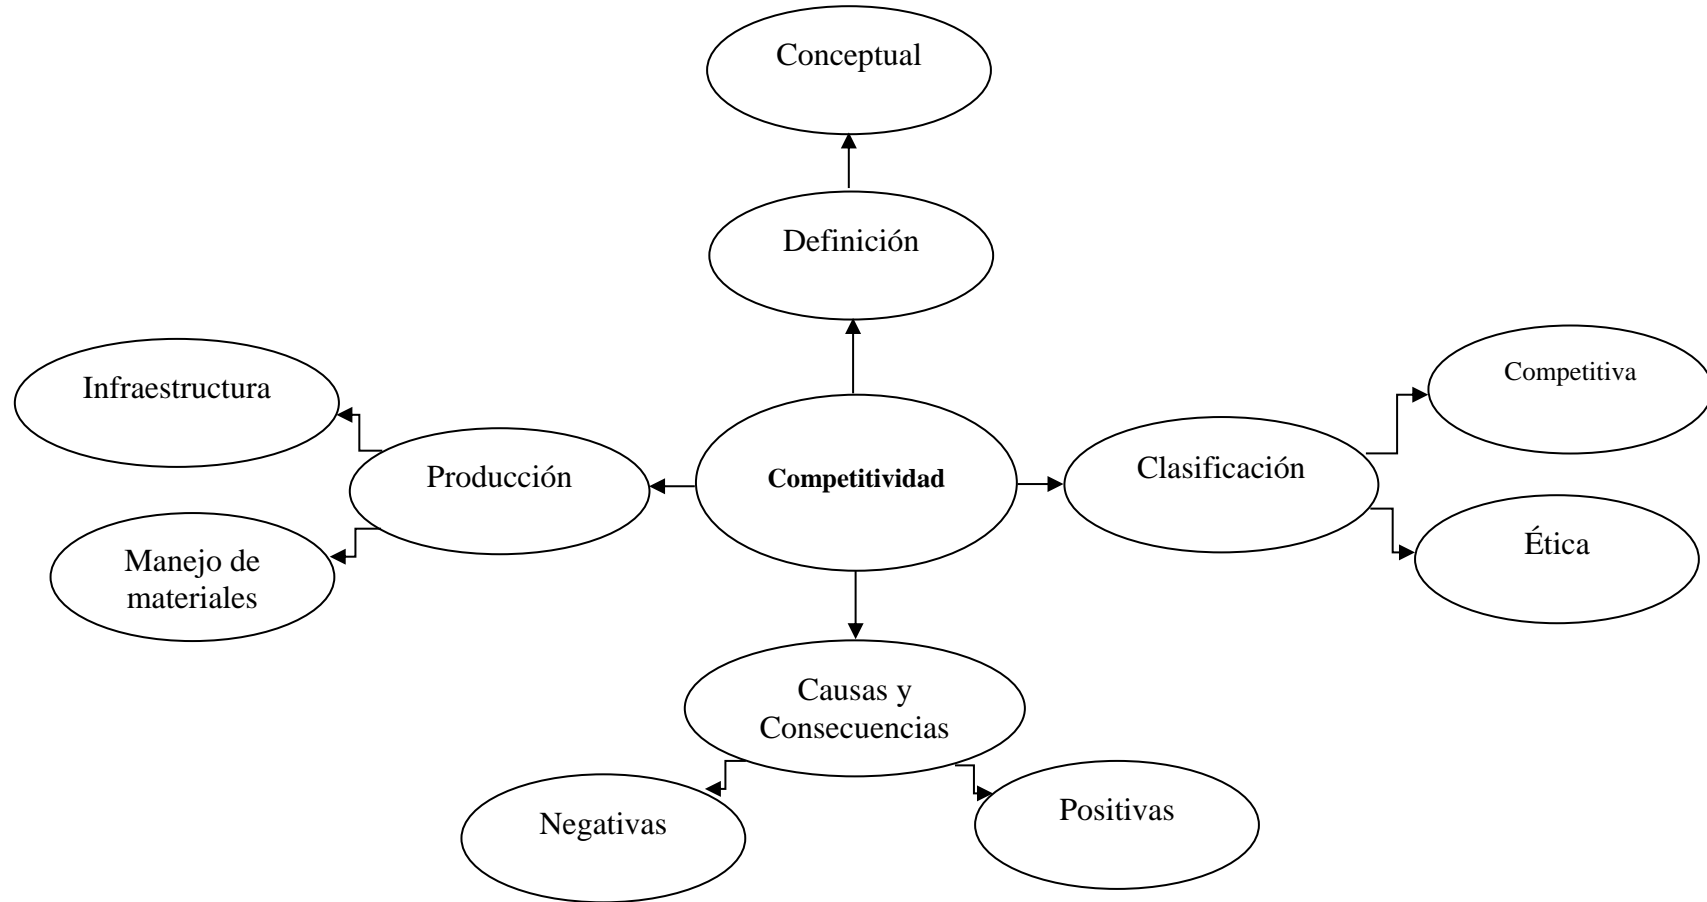 Conceptual
Definición
Infraestructura
Competitiva
Producción
Competitividad
Clasificación
Manejo de
materiales
Ética
Causas y
Consecuencias
Negativas
Positivas